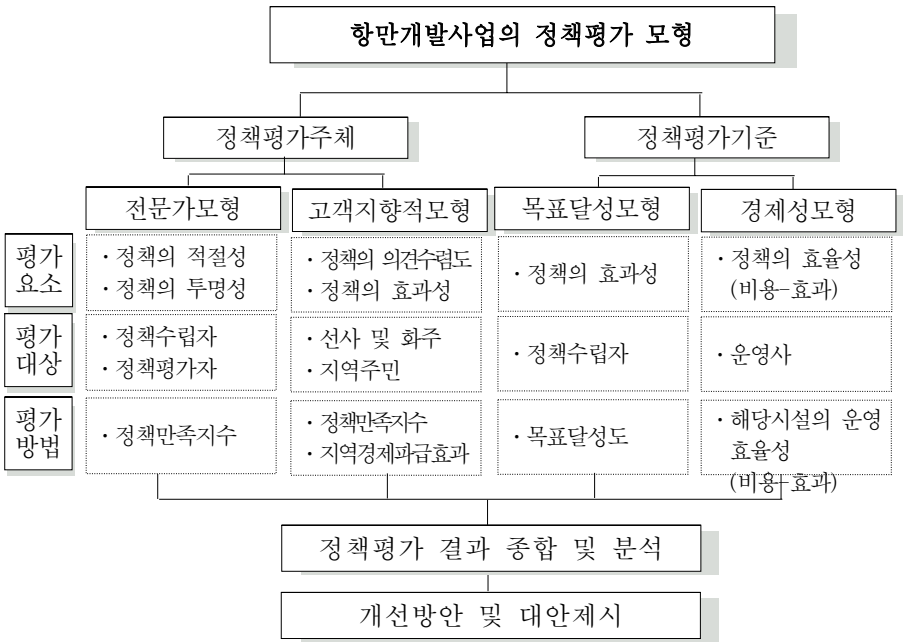 항만개발사업의 정책평가 모형
정책평가주체
정책평가기준
전문가모형
고객지향적모형
목표달성모형
경제성모형
평가
요소
· 정책의 적절성
· 정책의 투명성
· 정책의 의견수렴도
· 정책의 효과성
· 정책의 효과성
· 정책의 효율성
(비용-효과)
평가
대상
· 정책수립자
· 정책평가자
· 선사 및 화주
· 지역주민
· 정책수립자
· 운영사
평가
방법
· 정책만족지수
· 정책만족지수
· 지역경제파급효과
· 목표달성도
· 해당시설의 운영
효율성
(비용-효과)
정책평가 결과 종합 및 분석
개선방안 및 대안제시